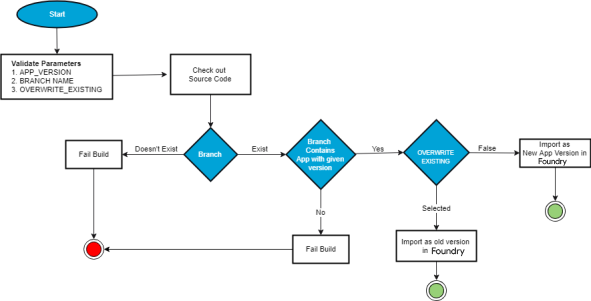 Start
Validate Parameters
1. APP_VERSION
2. BRANCH NAME
3. OVERWRITE_EXISTING
Check out
Source Code
Fail Build
Doesn't Exist
Branch
Exist
Branch
Contains
App with given
version
Yes
OVERWRITE
EXISTING
False
Import as
New App Version in
Foundry
No
Selected
Fail Build
Import as old version
in Foundry